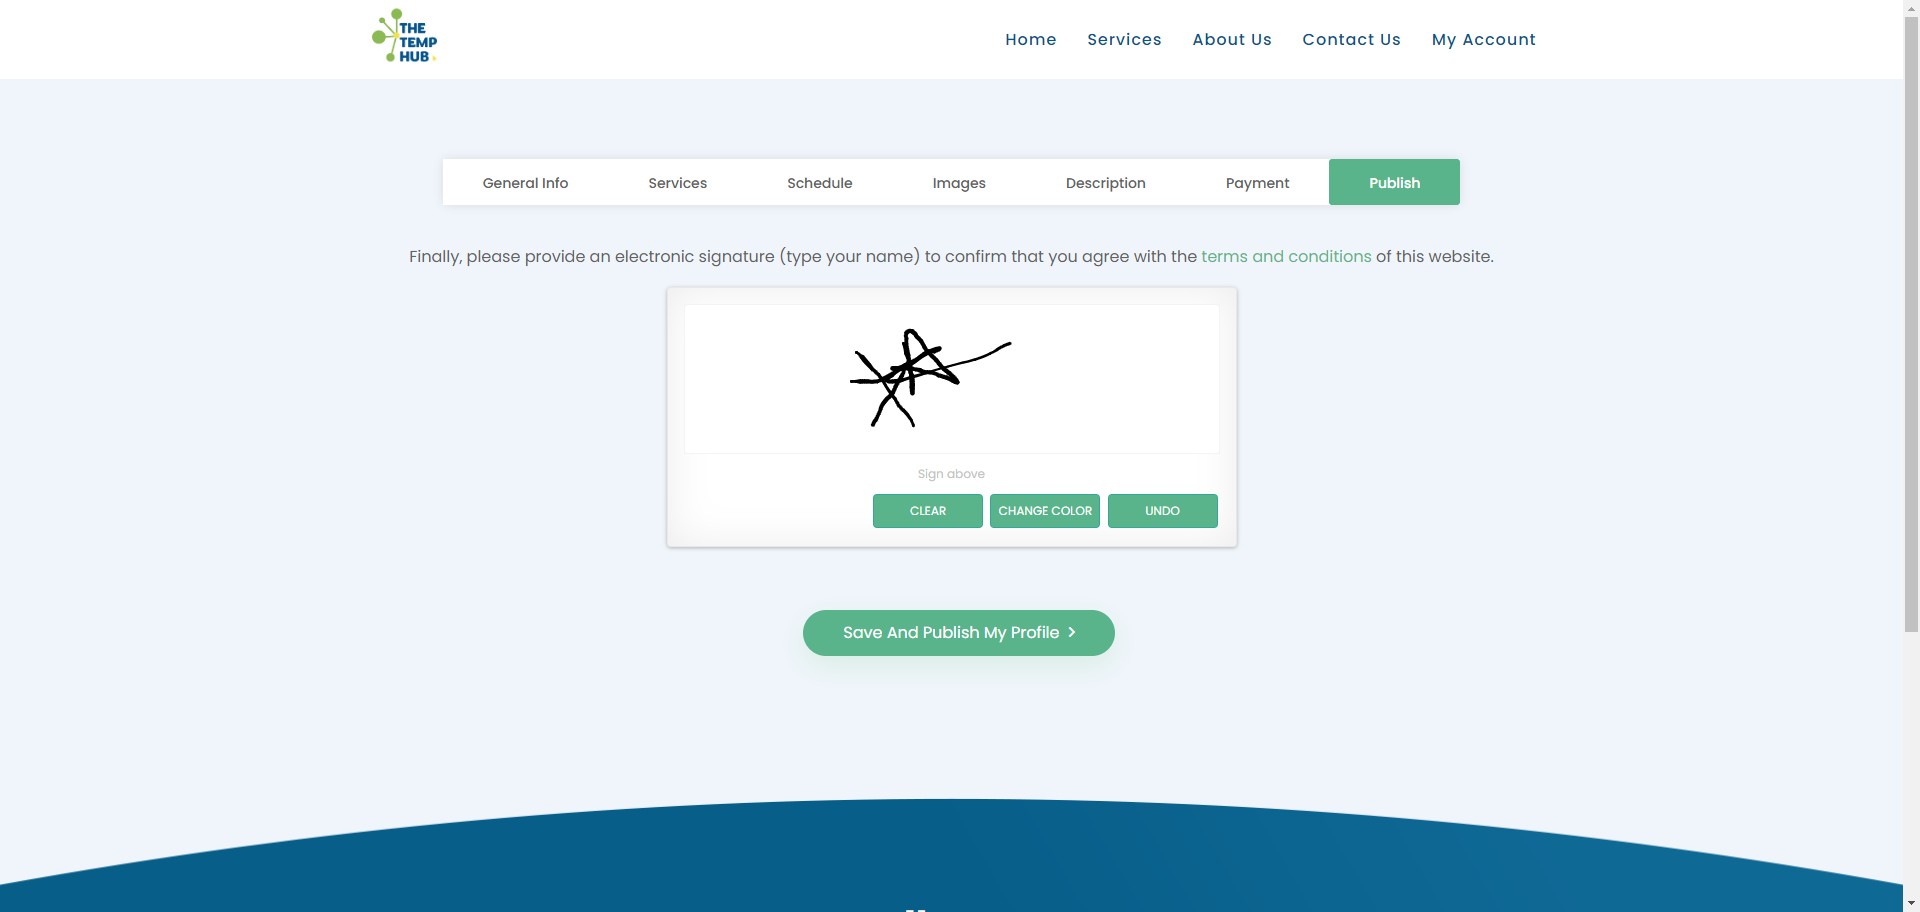 THE
TEMP
HUB
Home Services About Us Contact Us My Account
General Info Services Schedule Images Description Payment Publish
Finally, please provide an electronic signature (type your name) to confirm that you agree with the terms and conditions of this website.
Sign above
CLEAR CHANGE COLOR UNDO
Save And Publish My Profile